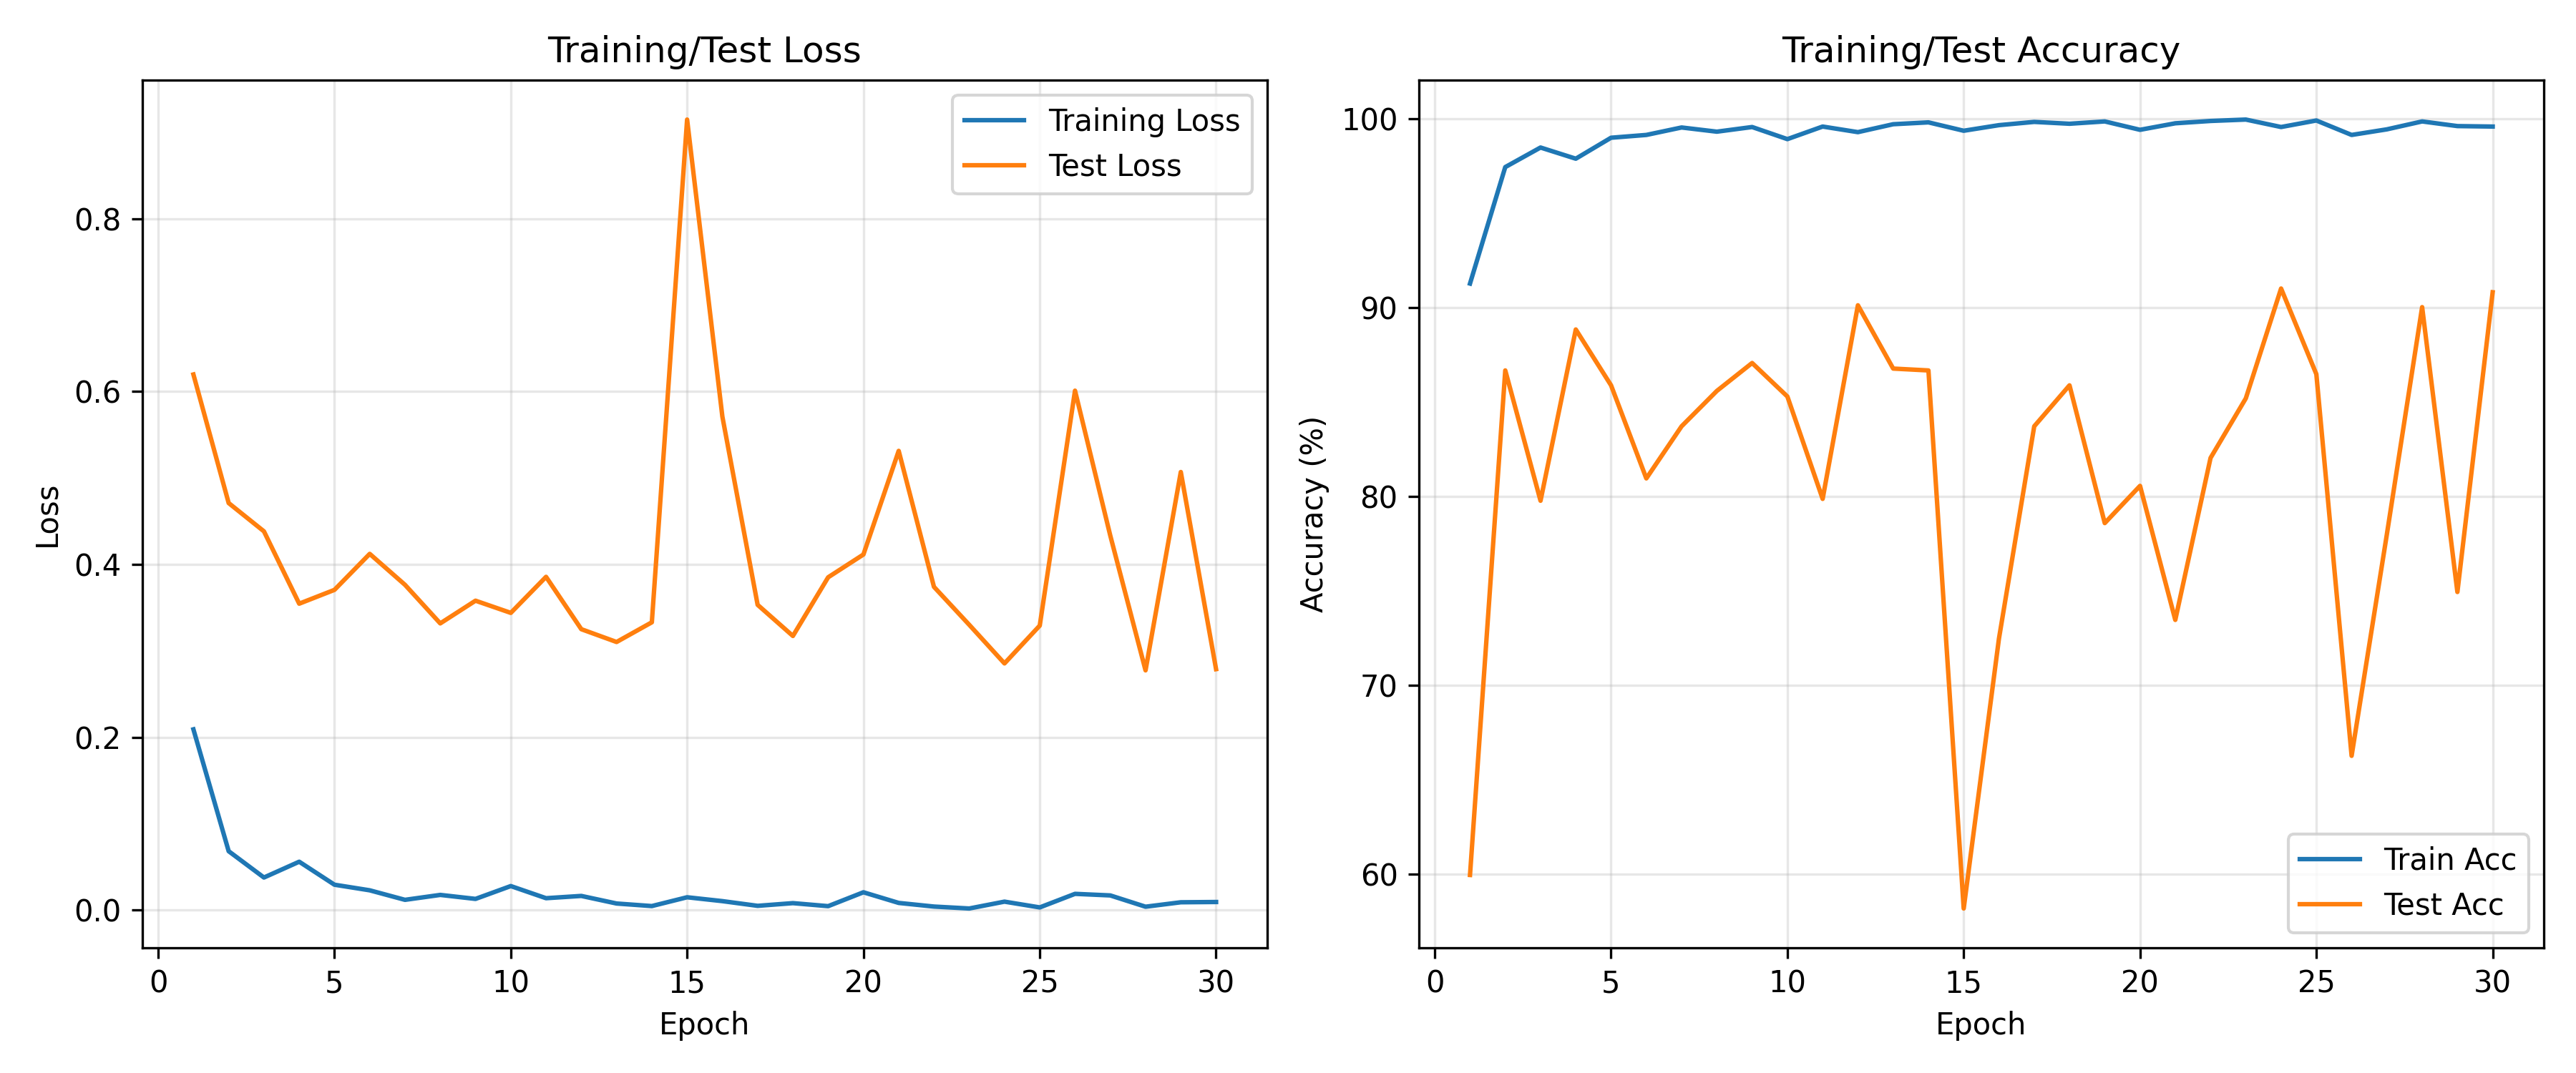 Training/Test Loss
Training Loss
Test Loss
Loss
0.8
0.6
0.4
0.2
0.0
0 5 10 15 20 25 30
Epoch
Training/Test Accuracy
Accuracy (%)
100
90
80
70
60
Train Acc
Test Acc
0 5 10 15 20 25 30
Epoch